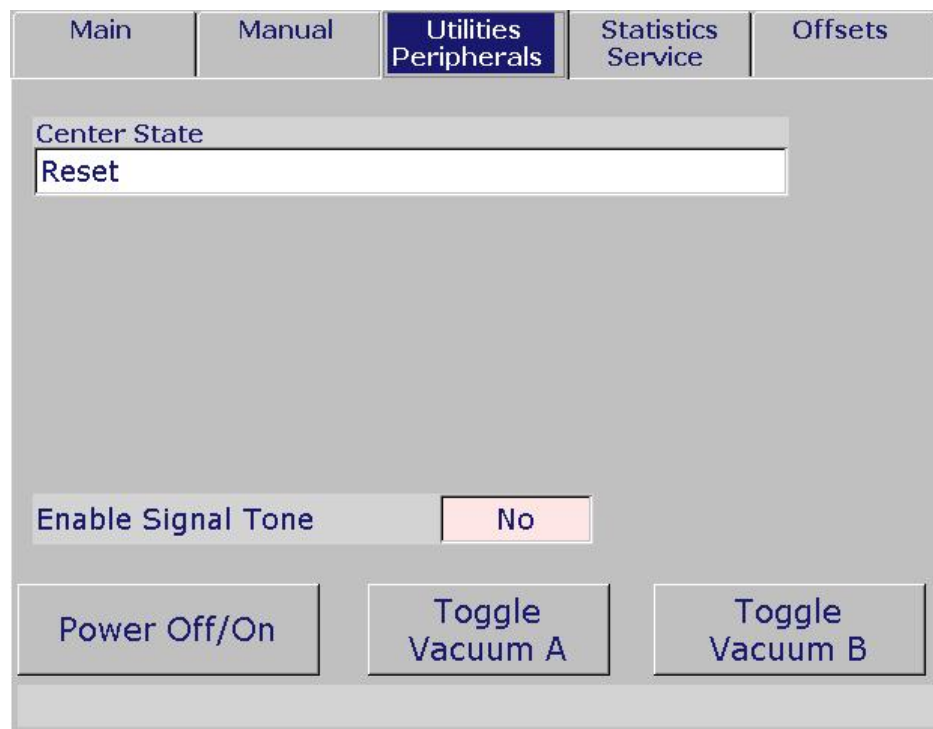 Main
Manual
Utilities
Peripherals
Statistics
Service
Offsets
Center State
Reset
Enable Signal Tone
No
Power Off/On
Toggle
Vacuum A
Toggle
Vacuum B